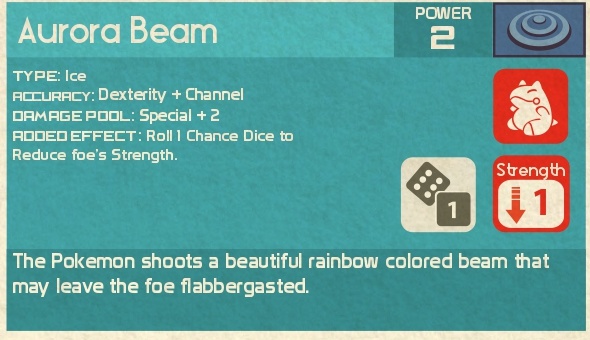 Aurora Beam
POWER
2
TYPE: Ice
ACCURACY: Dexterity + Channel
DAMAGE POOL: Special + 2
ADDED EFFECT: Roll 1 Chance Dice to
Reduce foe's Strength.
Strength
1
1
The Pokemon shoots a beautiful rainbow colored beam that
may leave the foe flabbergasted.